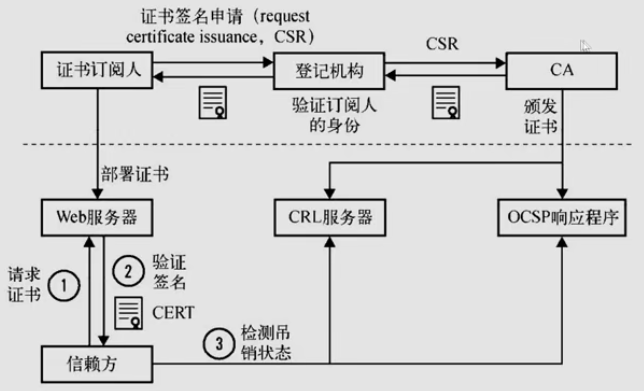 证书签名申请（request
certificate issuance，CSR）
CSR
证书订阅人
登记机构
CA
验证订阅人
的身份
颁发
证书
部署证书
Web服务器
CRL服务器
OCSP响应程序
请求
证书
1
2
验证
签名
CERT
3
检测吊
销状态
信赖方